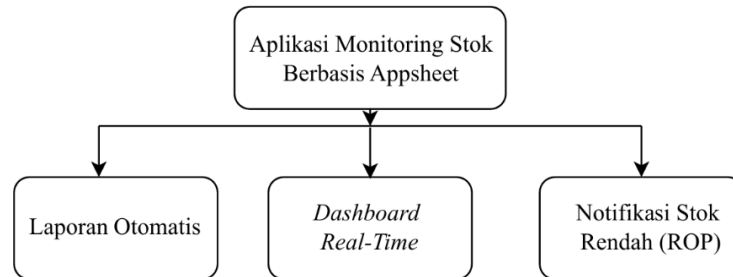 Aplikasi Monitoring Stok
Berbasis Appsheet
Laporan Otomatis
Dashboard
Real-Time
Notifikasi Stok
Rendah (ROP)